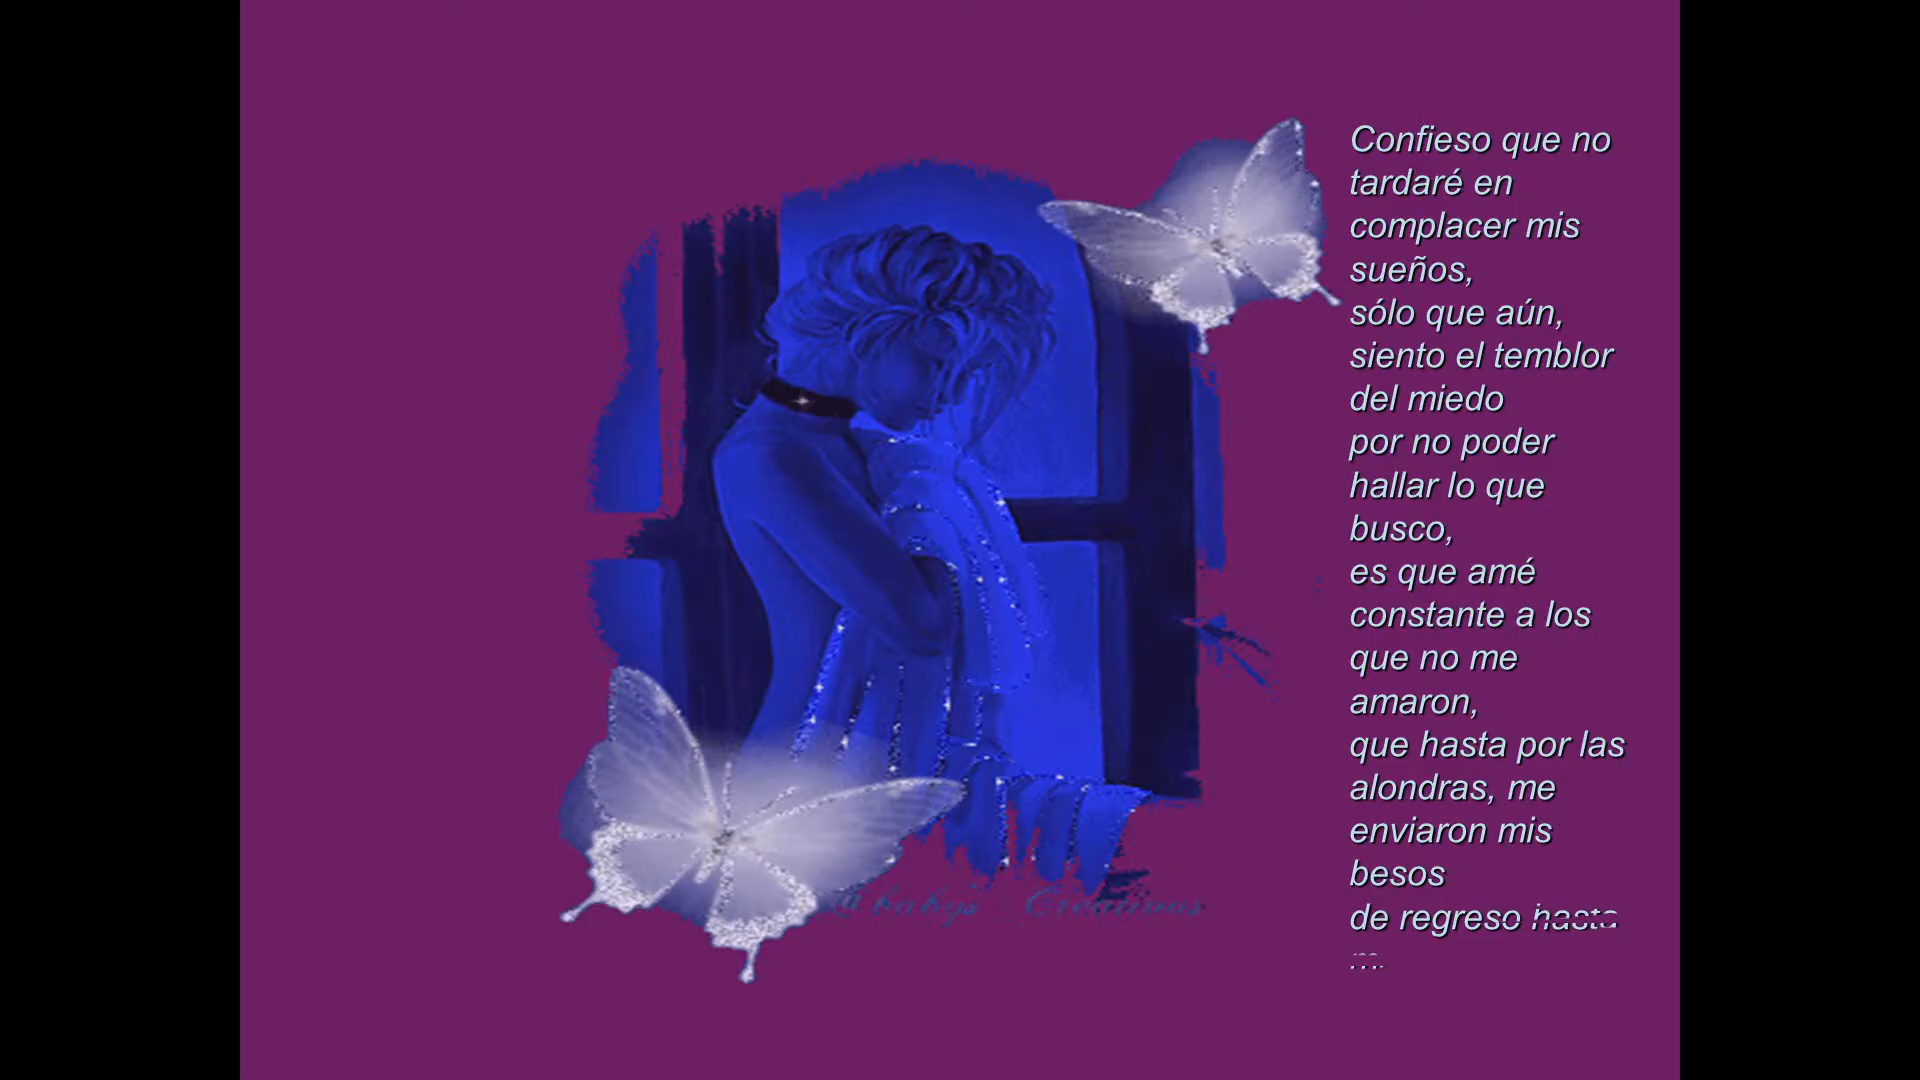 Confieso que no
tardaré en
complacer mis
sueños,
sólo que aún,
siento el temblor
del miedo
por no poder
hallar lo que
busco,
es que amé
constante a los
que no me
amaron,
que hasta por las
alondras, me
enviaron mis
besos
de regreso hasta
@babys Creations